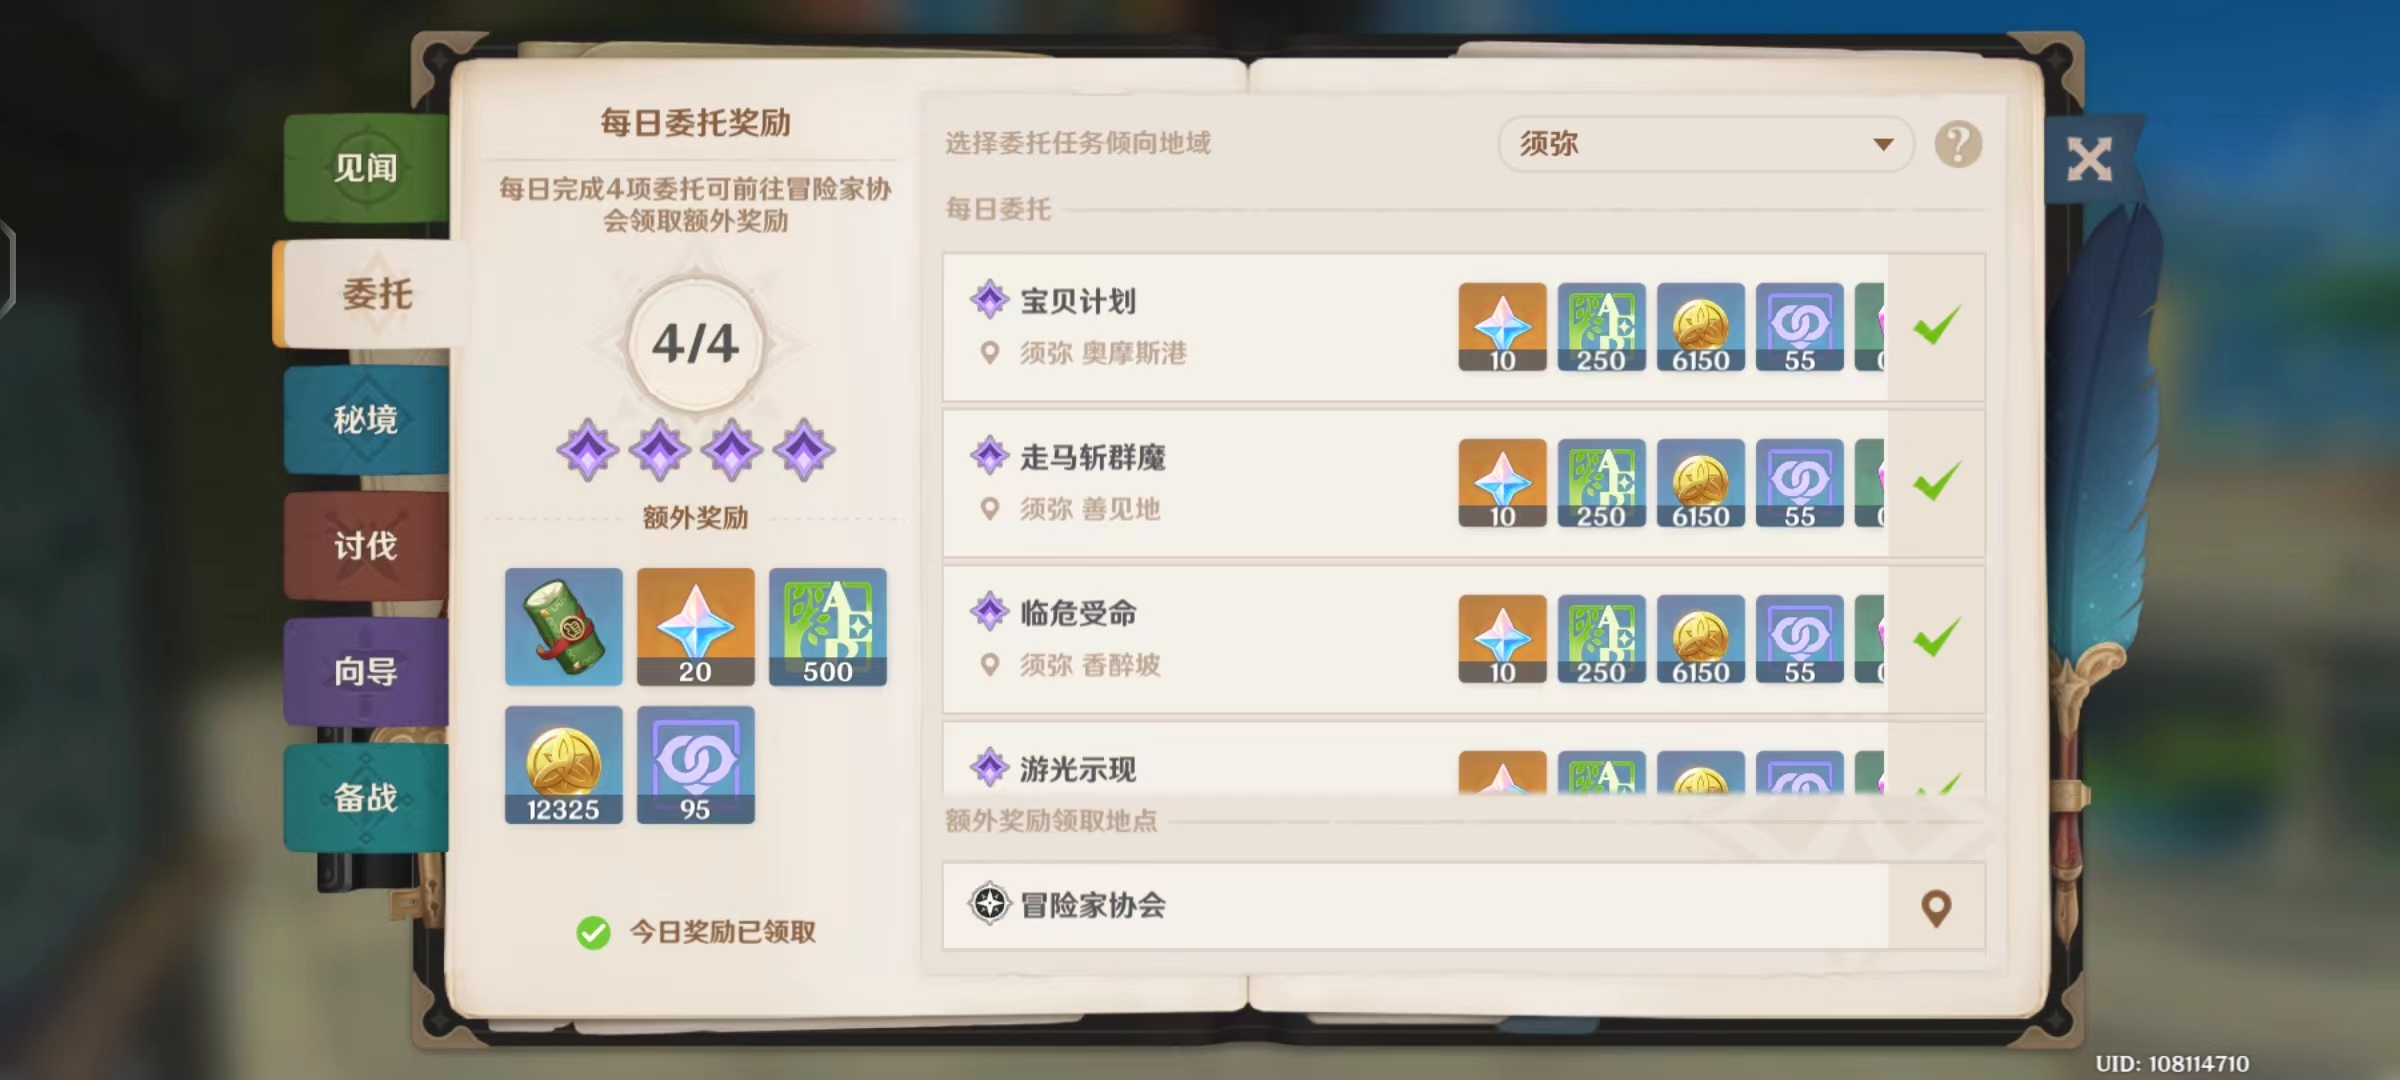 见闻
委托
秘境
讨伐
向导
备战
每日委托奖励
每日完成4项委托可前往冒险家协
会领取额外奖励
4/4
额外奖励
20
500
12325
95
今日奖励已领取
选择委托任务倾向地域
须弥
?
每日委托
宝贝计划
须弥 奥摩斯港
10
250
6150
55
走马斩群魔
须弥 善见地
10
250
6150
55
临危受命
须弥 香醉坡
10
250
6150
55
游光示现
额外奖励领取地点
冒险家协会
UID: 108114710